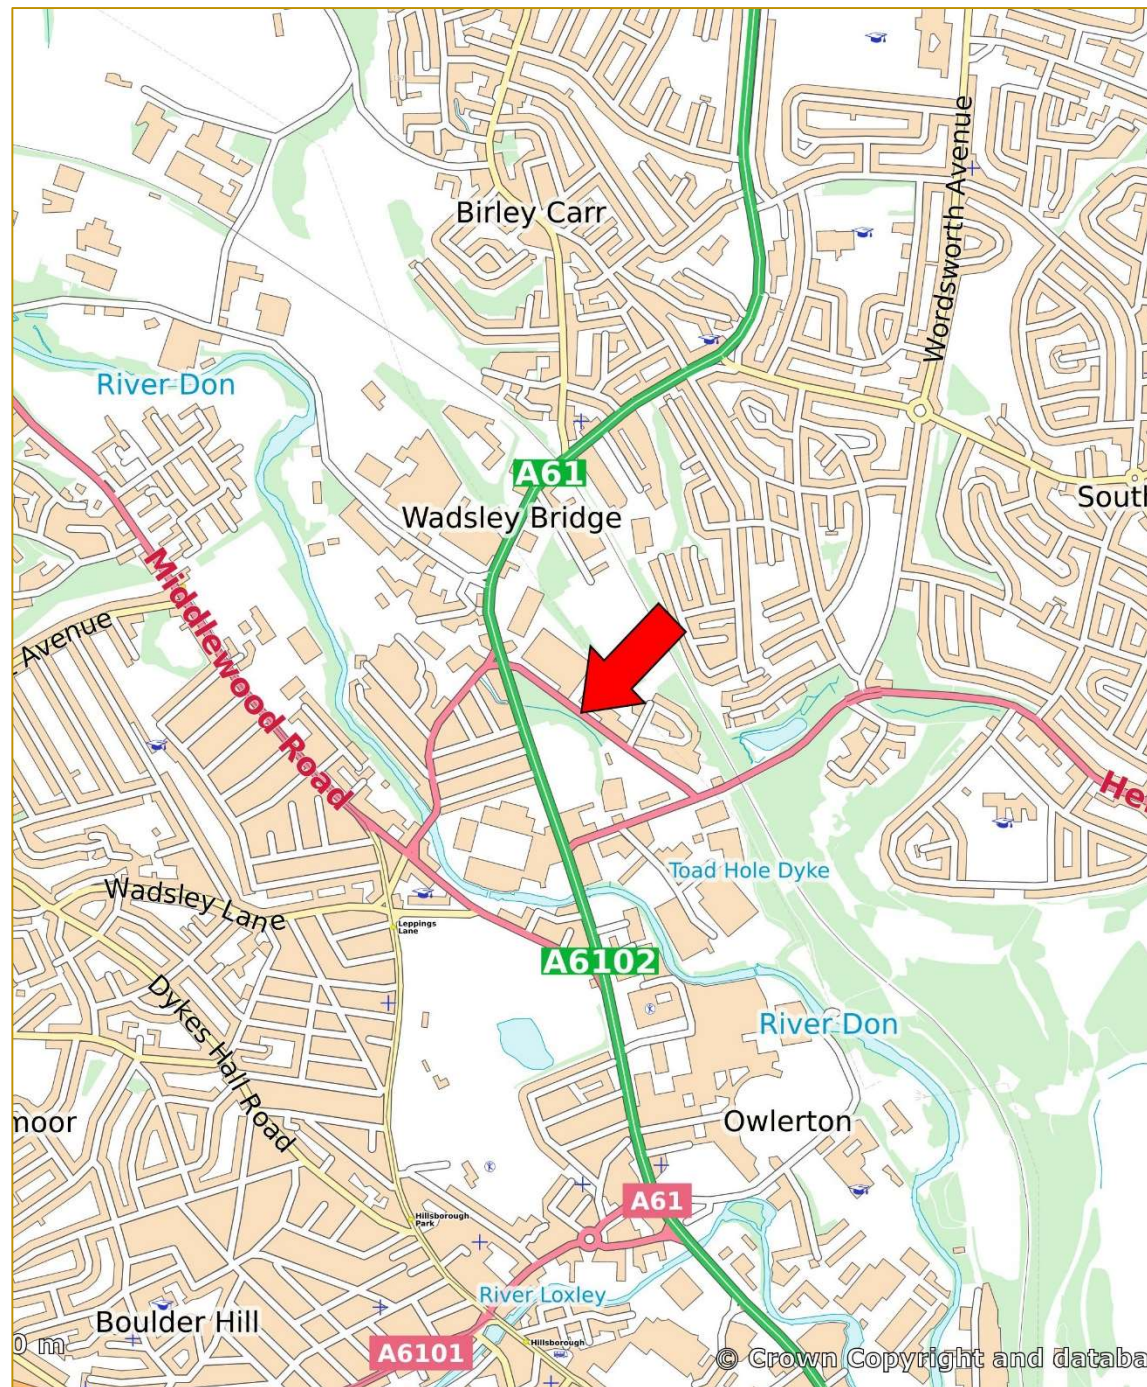 Wordsworth Avenue
Birley Carr
River Don
A61
Wadsley Bridge
South
Middlewood Road
Avenue
Her
Toad Hole Dyke
Wadsley Lane
Leppings
Lane
A6102
Dykes Hall Road
River Don
moor
Owlerton
A61
Hillsborough
Park
River Loxley
Boulder Hill
Hillsborough
0 m
A6101
© Crown Copyright and databa